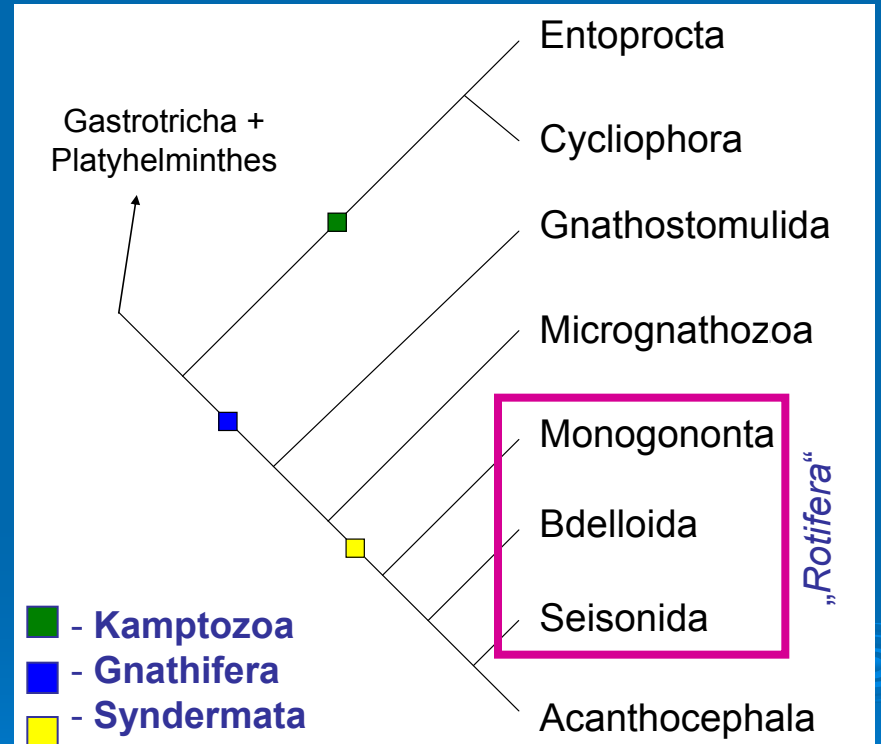 Entoprocta
Gastrotricha +
Platyhelminthes
Cycliophora
Gnathostomulida
Micrognathozoa
Monogononta
Bdelloida
Seisonida
„Rotifera“
Acanthocephala
- Kamptozoa
- Gnathifera
- Syndermata